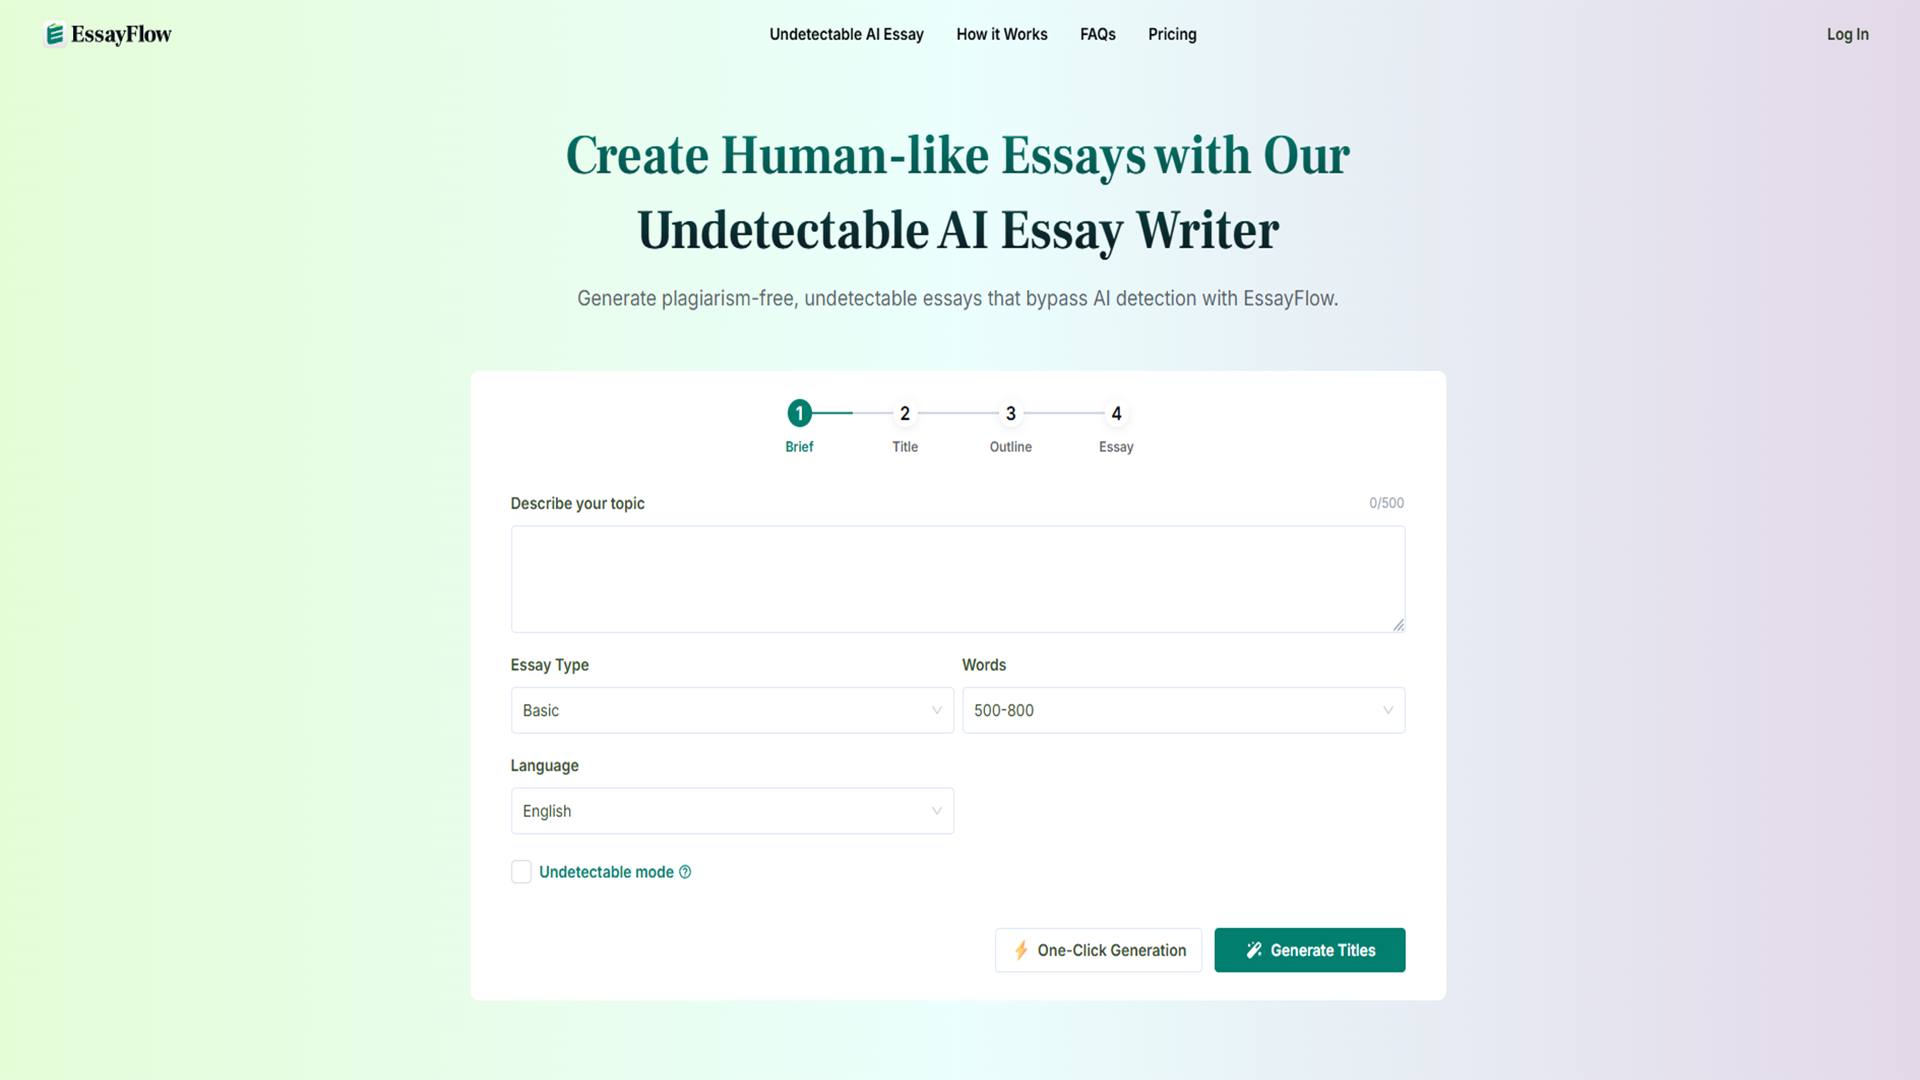 EssayFlow
Undetectable AI Essay
How it Works
FAQs
Pricing
Log In
Create Human-like Essays with Our
Undetectable AI Essay Writer
Generate plagiarism-free, undetectable essays that bypass AI detection with EssayFlow.
1
2
3
4
Brief
Title
Outline
Essay
Describe your topic
0/500
Essay Type
Words
Basic
500-800
Language
English
Undetectable mode
One-Click Generation
Generate Titles